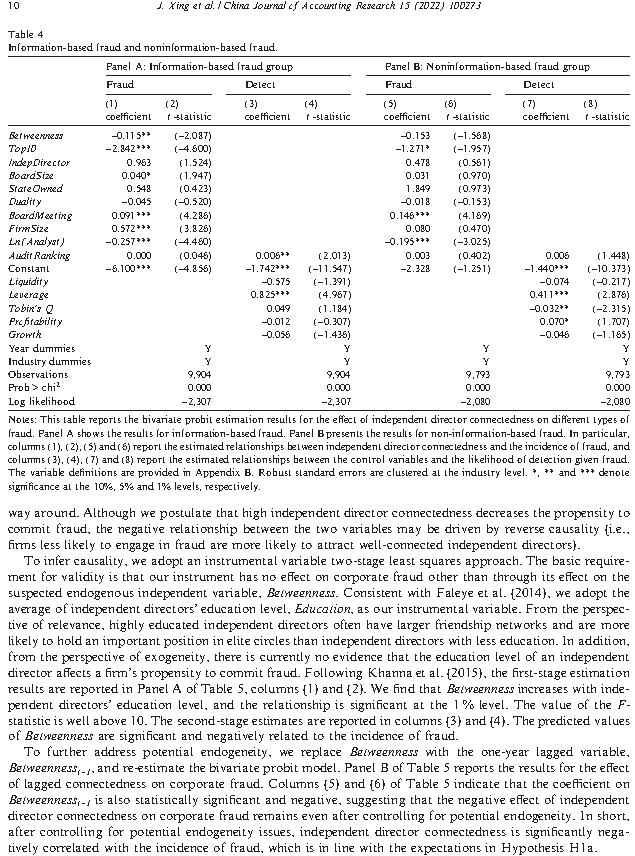 10 J. Xing et al. / China Journal of Accounting Research 15 (2022) 100273
Table 4
Information-based fraud and noninformation-based fraud.
Panel A: Information-based fraud group Panel B: Noninformation-based fraud group
Fraud Detect Fraud Detect
(1) (2) (3) (4) (5) (6) (7) (8)
coefficient t-statistic coefficient t-statistic coefficient t-statistic coefficient t-statistic
Betweenness −0.115** (−2.087) −0.153 (−1.568)
TopID −2.842*** (−4.600) −1.271* (−1.957)
IndepDirector 0.963 (1.524) 0.478 (0.561)
BoardSize 0.040* (1.947) 0.031 (0.970)
StateOwned 0.548 (0.423) 1.849 (0.973)
Duality −0.045 (−0.520) −0.018 (−0.153)
BoardMeeting 0.091*** (4.286) 0.146*** (4.169)
FirmSize 0.572*** (3.826) 0.080 (0.470)
Ln(Analyst) −0.257*** (−4.460) −0.195*** (−3.025)
Audit Ranking 0.000 (0.046) 0.006** (2.013) 0.003 (0.402) 0.006 (1.448)
Constant −6.100*** (−4.856) −1.742*** (−11.547) −2.328 (−1.251) −1.440*** (−10.373)
Liquidity −0.575 (−1.391) −0.074 (−0.217)
Leverage 0.825*** (4.967) 0.411*** (2.876)
Tobin's Q 0.049 (1.184) −0.032** (−2.315)
Profitability −0.012 (−0.307) 0.070* (1.707)
Growth −0.056 (−1.436) −0.046 (−1.165)
Year dummies Y Y Y Y
Industry dummies Y Y Y Y
Observations 9,904 9,904 9,793 9,793
Prob > chi² 0.000 0.000 0.000 0.000
Log likelihood −2,307 −2,307 −2,080 −2,080
Notes: This table reports the bivariate probit estimation results for the effect of independent director connectedness on different types of
fraud. Panel A shows the results for information-based fraud. Panel B presents the results for non-information-based fraud. In particular,
columns (1), (2), (5) and (6) report the estimated relationships between independent director connectedness and the incidence of fraud, and
columns (3), (4), (7) and (8) report the estimated relationships between the control variables and the likelihood of detection given fraud.
The variable definitions are provided in Appendix B. Robust standard errors are clustered at the industry level. *, ** and *** denote
significance at the 10%, 5% and 1% levels, respectively.
way around. Although we postulate that high independent director connectedness decreases the propensity to
commit fraud, the negative relationship between the two variables may be driven by reverse causality (i.e.,
firms less likely to engage in fraud are more likely to attract well-connected independent directors).
To infer causality, we adopt an instrumental variable two-stage least squares approach. The basic require-
ment for validity is that our instrument has no effect on corporate fraud other than through its effect on the
suspected endogenous independent variable, Betweenness. Consistent with Faleye et al. (2014), we adopt the
average of independent directors' education level, Education, as our instrumental variable. From the perspec-
tive of relevance, highly educated independent directors often have larger friendship networks and are more
likely to hold an important position in elite circles than independent directors with less education. In addition,
from the perspective of exogeneity, there is currently no evidence that the education level of an independent
director affects a firm's propensity to commit fraud. Following Khanna et al. (2015), the first-stage estimation
results are reported in Panel A of Table 5, columns (1) and (2). We find that Betweenness increases with inde-
pendent directors' education level, and the relationship is significant at the 1% level. The value of the F-
statistic is well above 10. The second-stage estimates are reported in columns (3) and (4). The predicted values
of Betweenness are significant and negatively related to the incidence of fraud.
To further address potential endogeneity, we replace Betweenness with the one-year lagged variable,
Betweennessₜ₋₁, and re-estimate the bivariate probit model. Panel B of Table 5 reports the results for the effect
of lagged connectedness on corporate fraud. Columns (5) and (6) of Table 5 indicate that the coefficient on
Betweennessₜ₋₁ is also statistically significant and negative, suggesting that the negative effect of independent
director connectedness on corporate fraud remains even after controlling for potential endogeneity. In short,
after controlling for potential endogeneity issues, independent director connectedness is significantly nega-
tively correlated with the incidence of fraud, which is in line with the expectations in Hypothesis H1a.